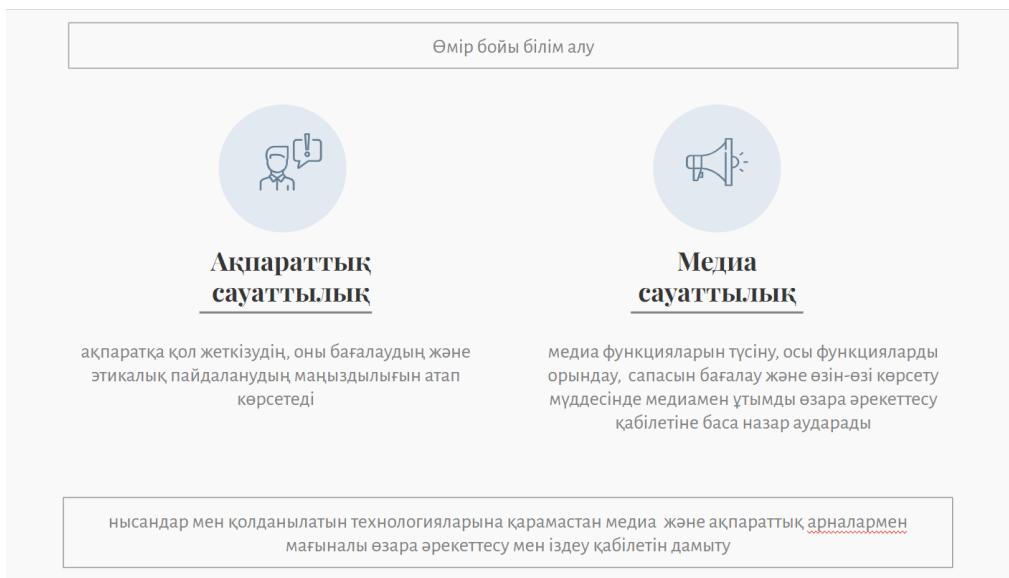 Өмір бойы білім алу
Ақпараттық
сауаттылық
ақпаратқа қол жеткізудің, оны бағалаудың және
этикалық пайдаланудың маңыздылығын атап
көрсетеді
Медиа
сауаттылық
медиа функцияларын түсіну, осы функцияларды
орындау,  сапасын бағалау және өзін-өзі көрсету
мүддесінде медиамен ұтымды өзара әрекеттесу
қабілетіне баса назар аударады
нысандар мен қолданылатын технологияларына қарамастан медиа  және ақпараттық арналармен
мағыналы өзара әрекеттесу мен іздеу қабілетін дамыту